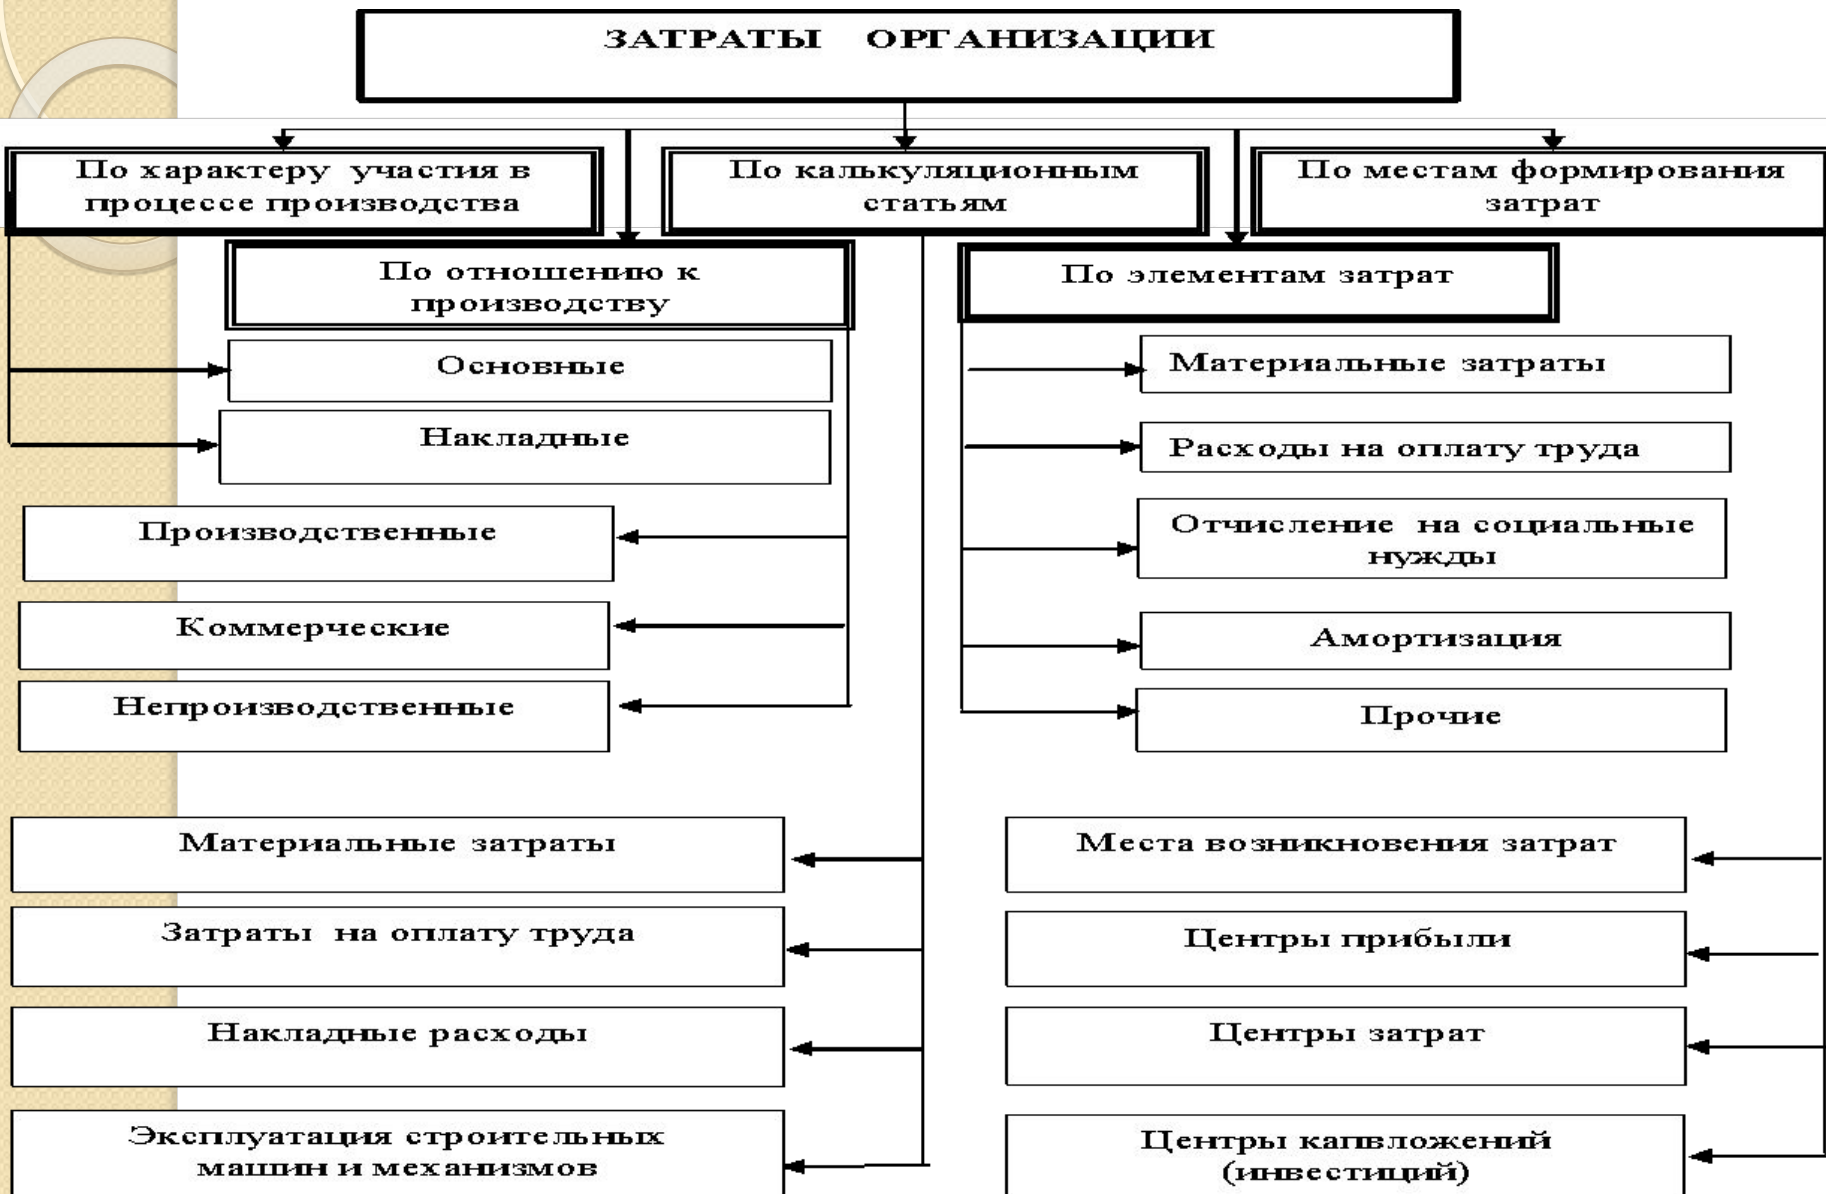 ЗАТРАТЫ ОРГАНИЗАЦИИ
По характеру участия в
процессе производства
По калькуляционным
статьям
По местам формирования
затрат
По отношению к
производству
По элементам затрат
Основные
Накладные
Производственные
Коммерческие
Непроизводственные
Материальные затраты
Расходы на оплату труда
Отчисление на социальные
нужды
Амортизация
Прочие
Материальные затраты
Затраты на оплату труда
Накладные расходы
Эксплуатация строительных
машин и механизмов
Места возникновения затрат
Центры прибыли
Центры затрат
Центры капвложений
(инвестиций)